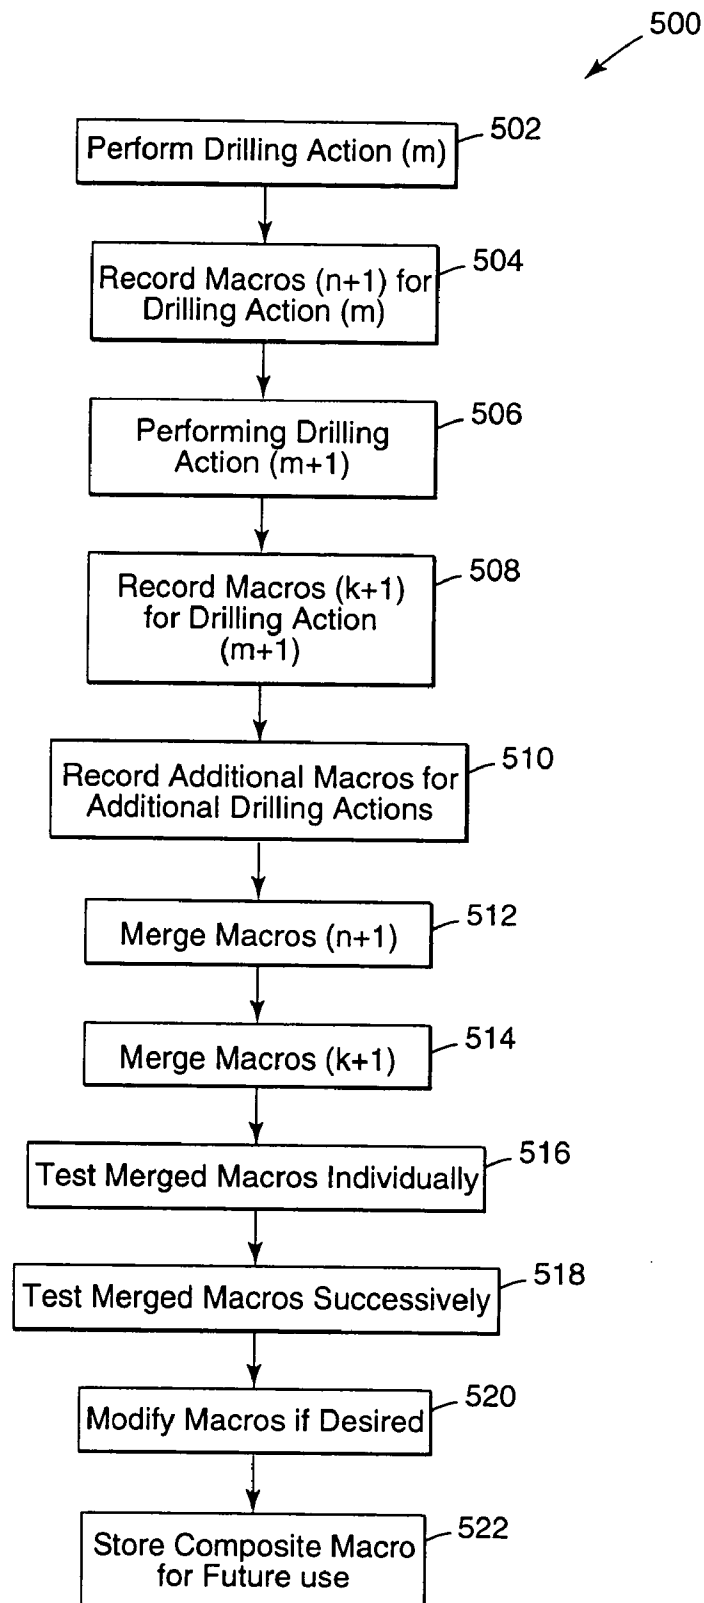 500
Perform Drilling Action (m)
502
Record Macros (n+1) for
Drilling Action (m)
504
Performing Drilling
Action (m+1)
506
Record Macros (k+1)
for Drilling Action
(m+1)
508
Record Additional Macros for
Additional Drilling Actions
510
Merge Macros (n+1)
512
Merge Macros (k+1)
514
Test Merged Macros Individually
516
Test Merged Macros Successively
518
Modify Macros if Desired
520
Store Composite Macro
for Future use
522